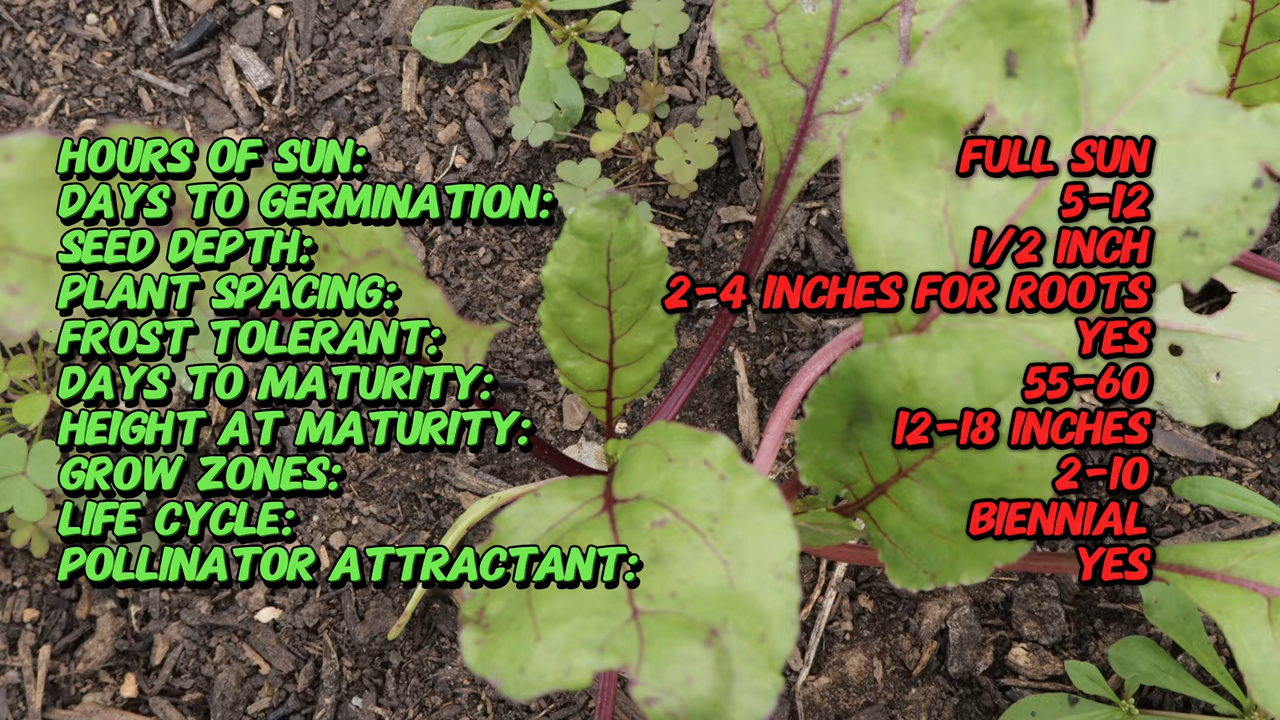 HOURS OF SUN: FULL SUN
DAYS TO GERMINATION: 5-12
SEED DEPTH: 1/2 INCH
PLANT SPACING: 2-4 INCHES FOR ROOTS
FROST TOLERANT: YES
DAYS TO MATURITY: 55-60
HEIGHT AT MATURITY: 12-18 INCHES
GROW ZONES: 2-10
LIFE CYCLE: BIENNIAL
POLLINATOR ATTRACTANT: YES